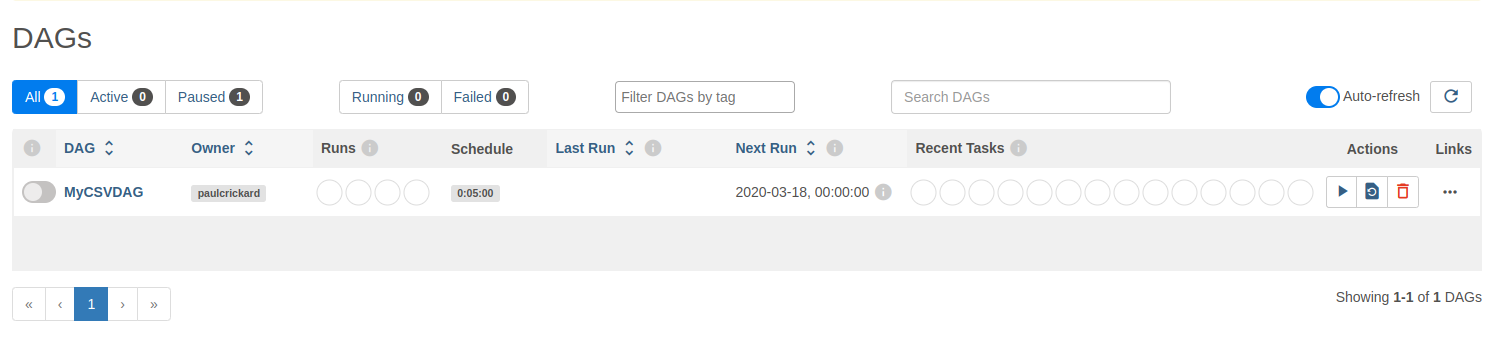 DAGs
All 1 Active 0 Paused 1 Running 0 Failed 0 Filter DAGs by tag Search DAGs Auto-refresh
DAG Owner Runs Schedule Last Run Next Run Recent Tasks Actions Links
MyCSVDAG paulcrickard 0:05:00 2020-03-18, 00:00:00
« ‹ 1 › » Showing 1-1 of 1 DAGs